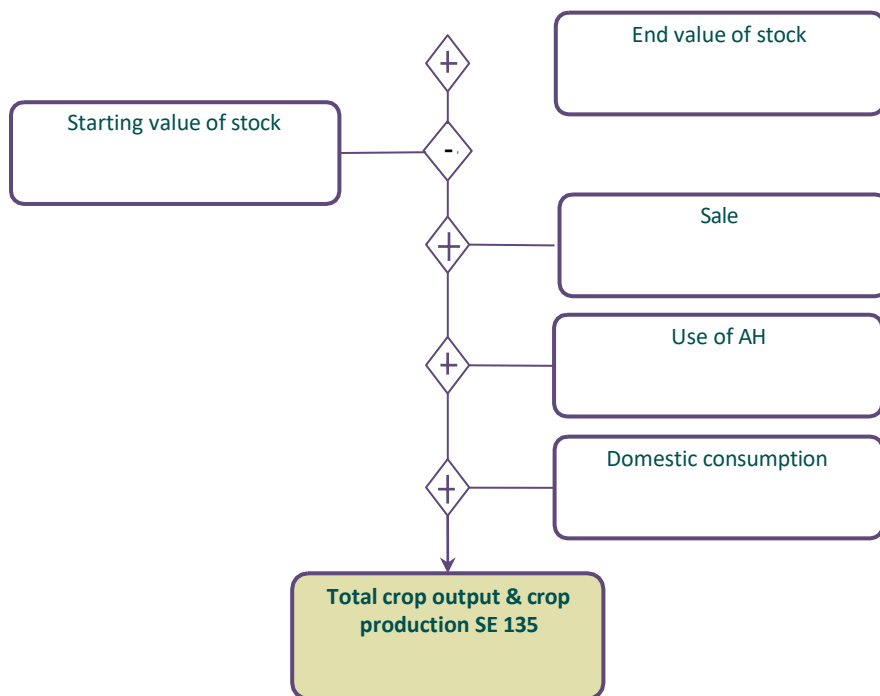 End value of stock
+
Starting value of stock
-
Sale
+
Use of AH
+
Domestic consumption
+
Total crop output & crop
production SE 135